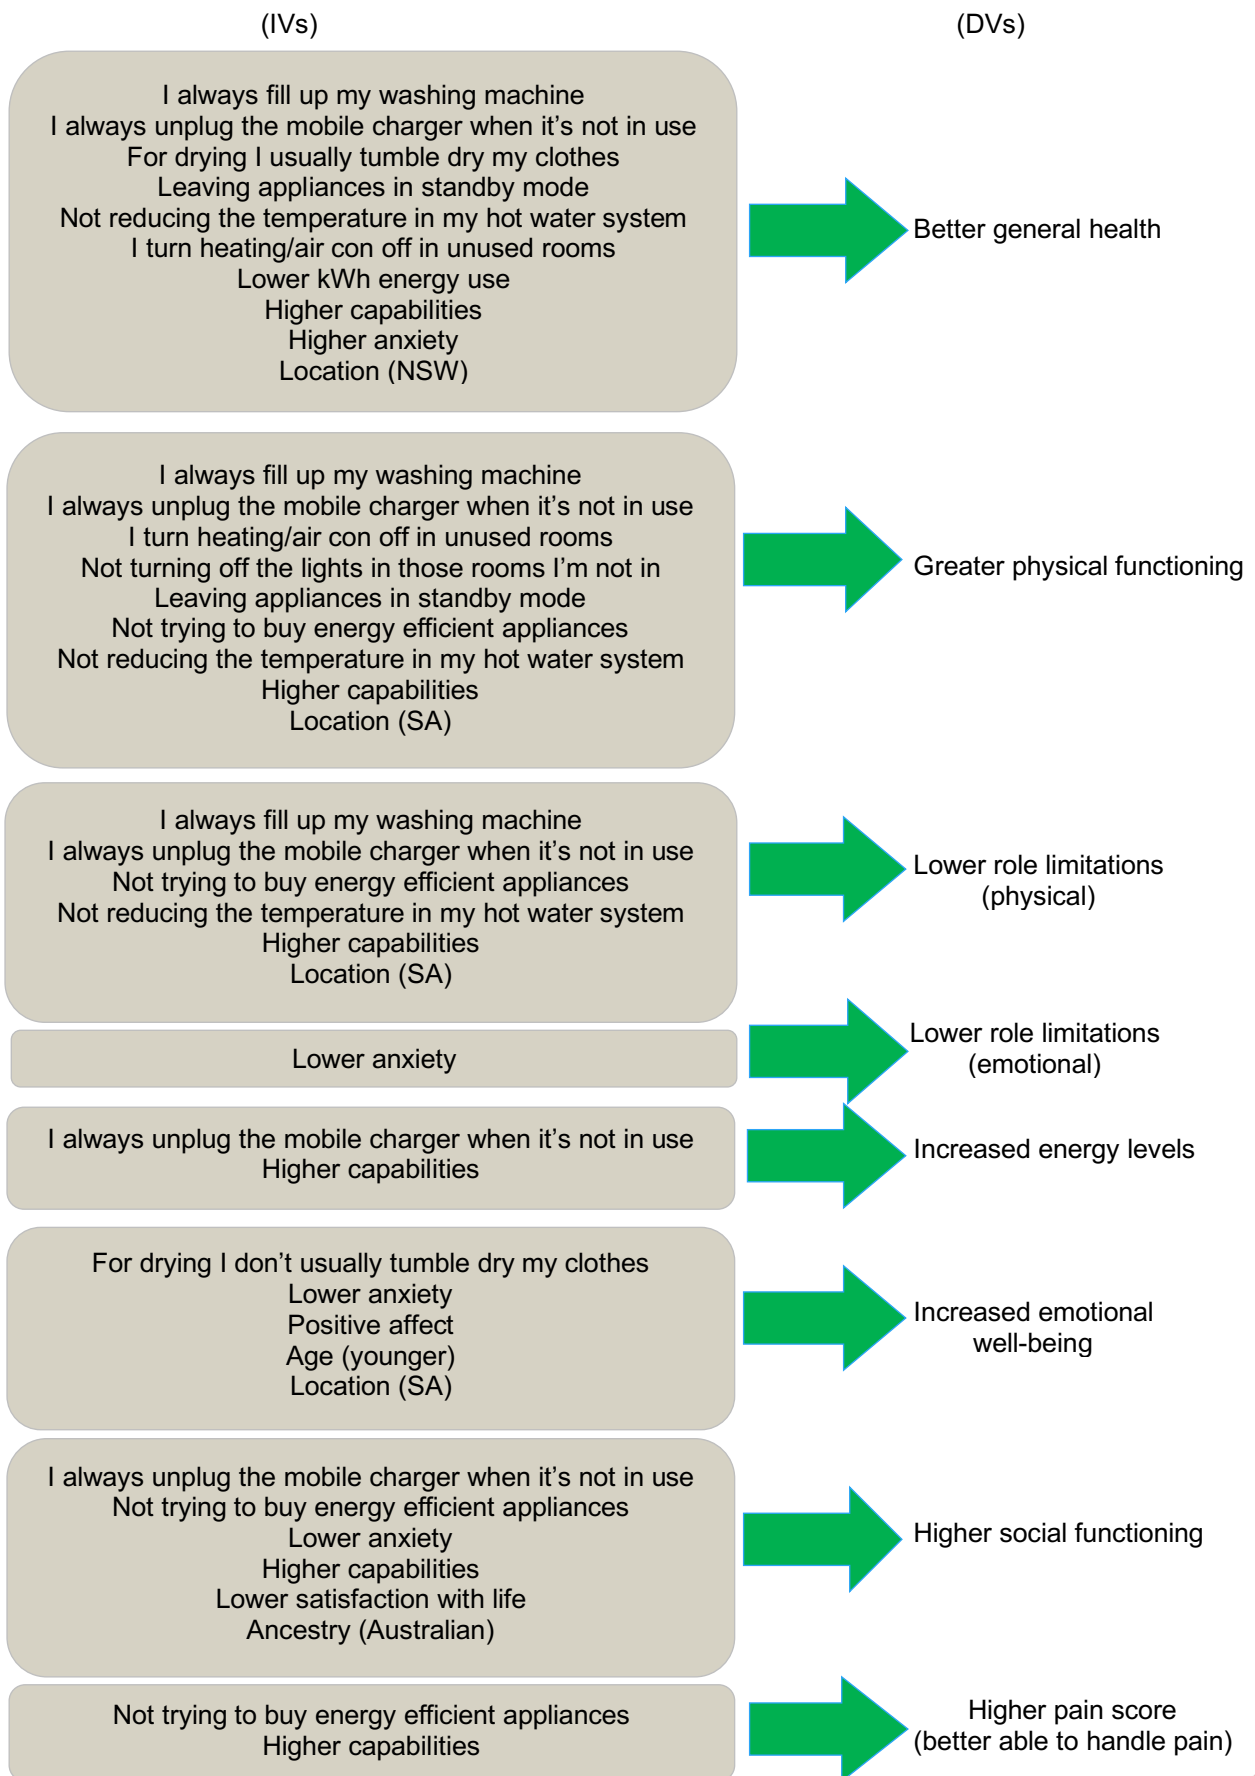 (IVs)
(DVs)
I always fill up my washing machine
I always unplug the mobile charger when it's not in use
For drying I usually tumble dry my clothes
Leaving appliances in standby mode
Not reducing the temperature in my hot water system
I turn heating/air con off in unused rooms
Lower kWh energy use
Higher capabilities
Higher anxiety
Location (NSW)
Better general health
I always fill up my washing machine
I always unplug the mobile charger when it's not in use
I turn heating/air con off in unused rooms
Not turning off the lights in those rooms I'm not in
Leaving appliances in standby mode
Not trying to buy energy efficient appliances
Not reducing the temperature in my hot water system
Higher capabilities
Location (SA)
Greater physical functioning
I always fill up my washing machine
I always unplug the mobile charger when it's not in use
Not trying to buy energy efficient appliances
Not reducing the temperature in my hot water system
Higher capabilities
Location (SA)
Lower role limitations
(physical)
Lower anxiety
Lower role limitations
(emotional)
I always unplug the mobile charger when it's not in use
Higher capabilities
Increased energy levels
For drying I don't usually tumble dry my clothes
Lower anxiety
Positive affect
Age (younger)
Location (SA)
Increased emotional
well-being
I always unplug the mobile charger when it's not in use
Not trying to buy energy efficient appliances
Lower anxiety
Higher capabilities
Lower satisfaction with life
Ancestry (Australian)
Higher social functioning
Not trying to buy energy efficient appliances
Higher capabilities
Higher pain score
(better able to handle pain)